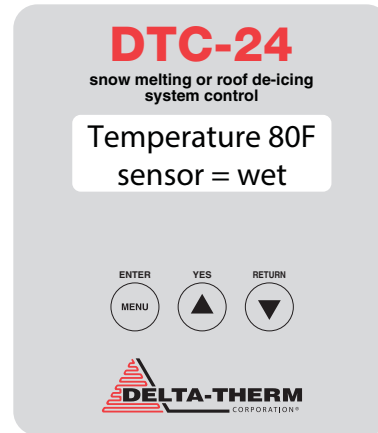 DTC-24
snow melting or roof de-icing
system control
Temperature 80F
sensor = wet
ENTER YES RETURN
MENU
DELTA-THERM
CORPORATION®